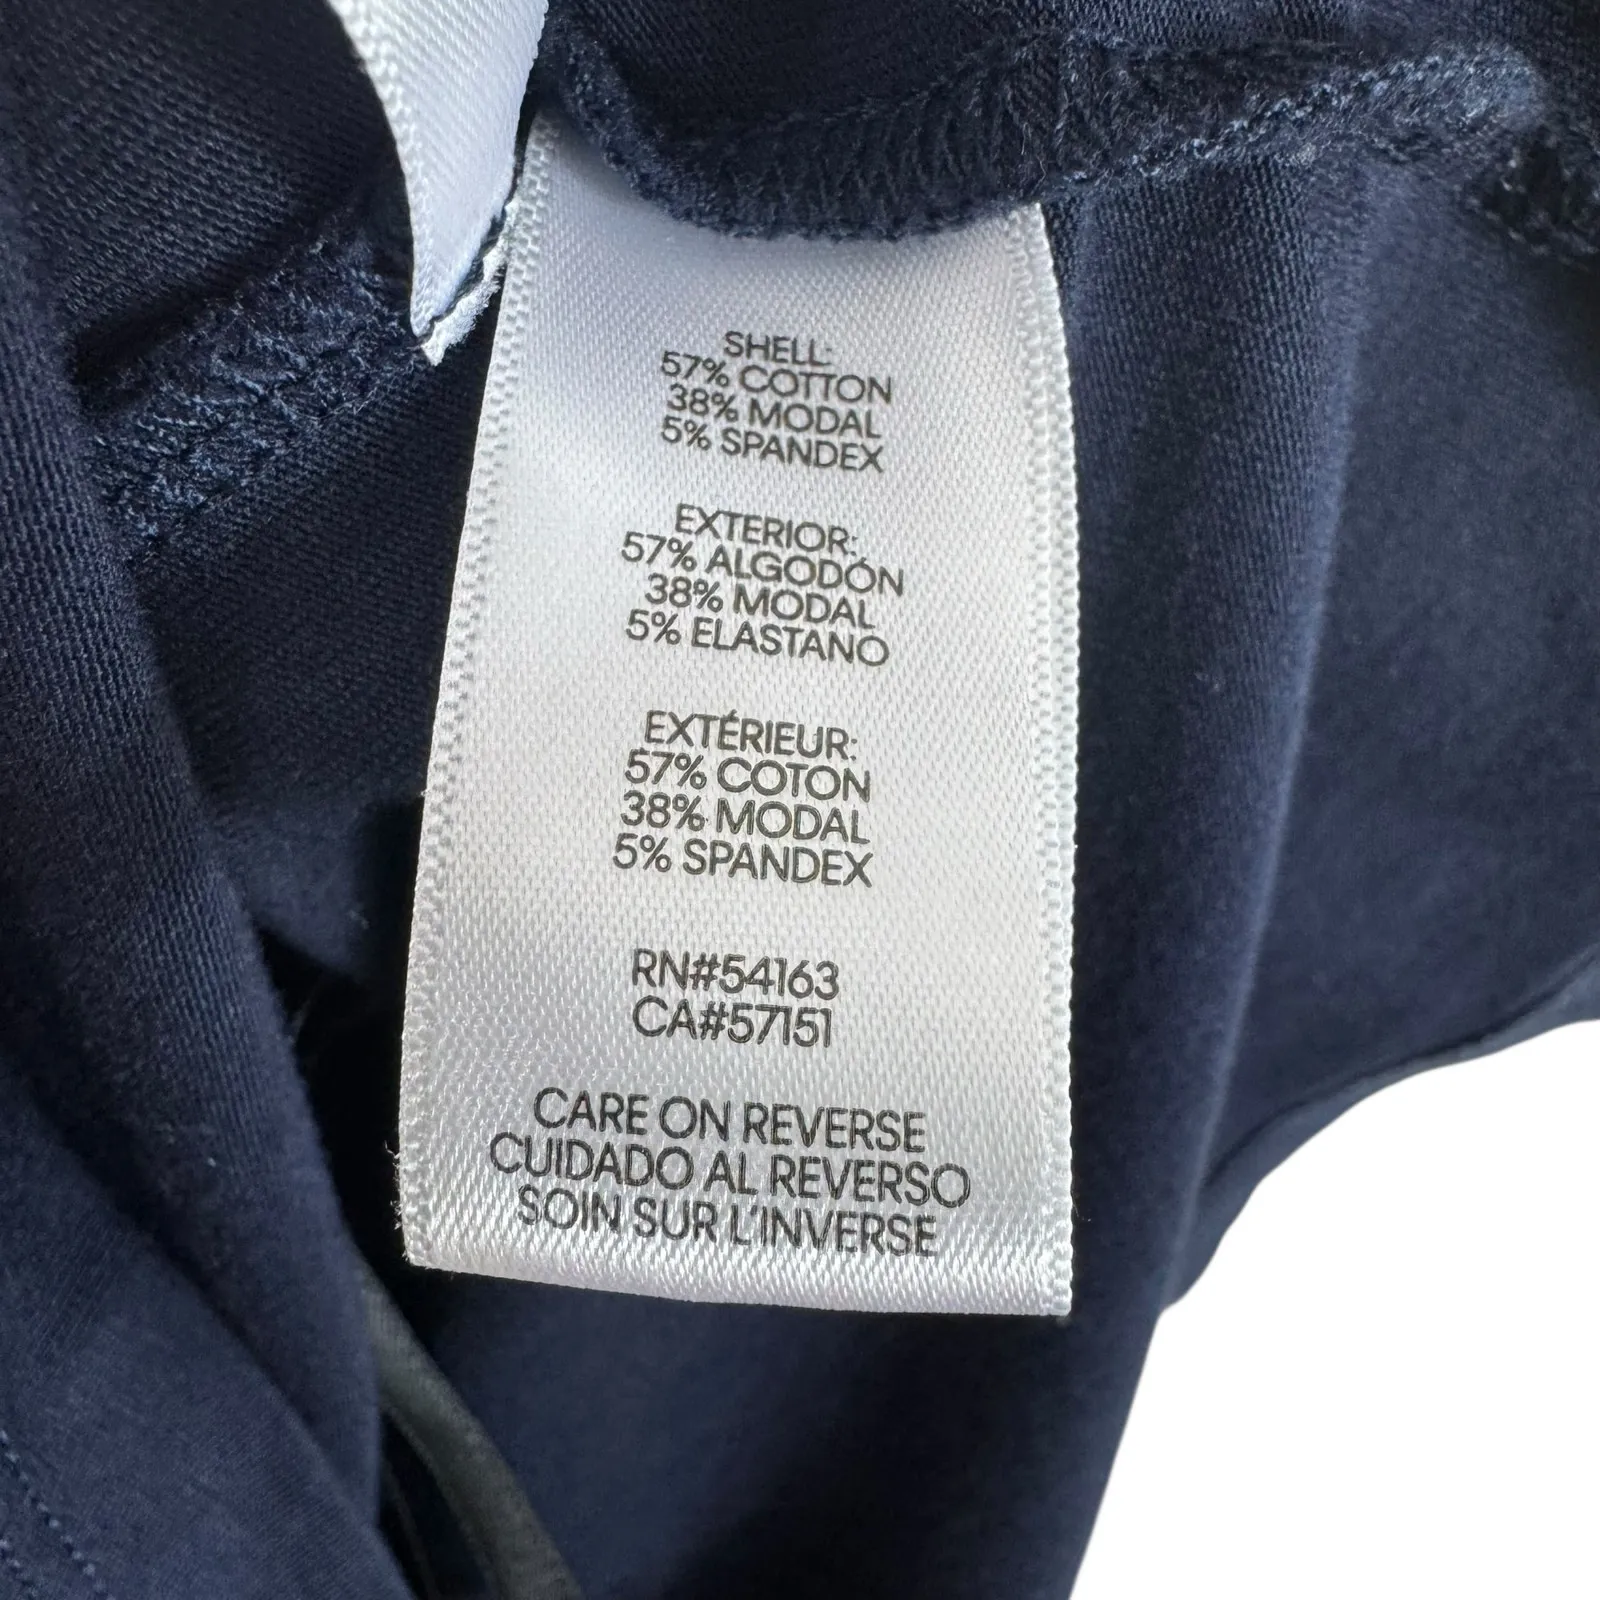 SHELL:
57% COTTON
38% MODAL
5% SPANDEX
EXTERIOR:
57% ALGODÓN
38% MODAL
5% ELASTANO
EXTÉRIEUR:
57% COTON
38% MODAL
5% SPANDEX
RN#54163
CA#57151
CARE ON REVERSE
CUIDADO AL REVERSO
SOIN SUR L'INVERSE